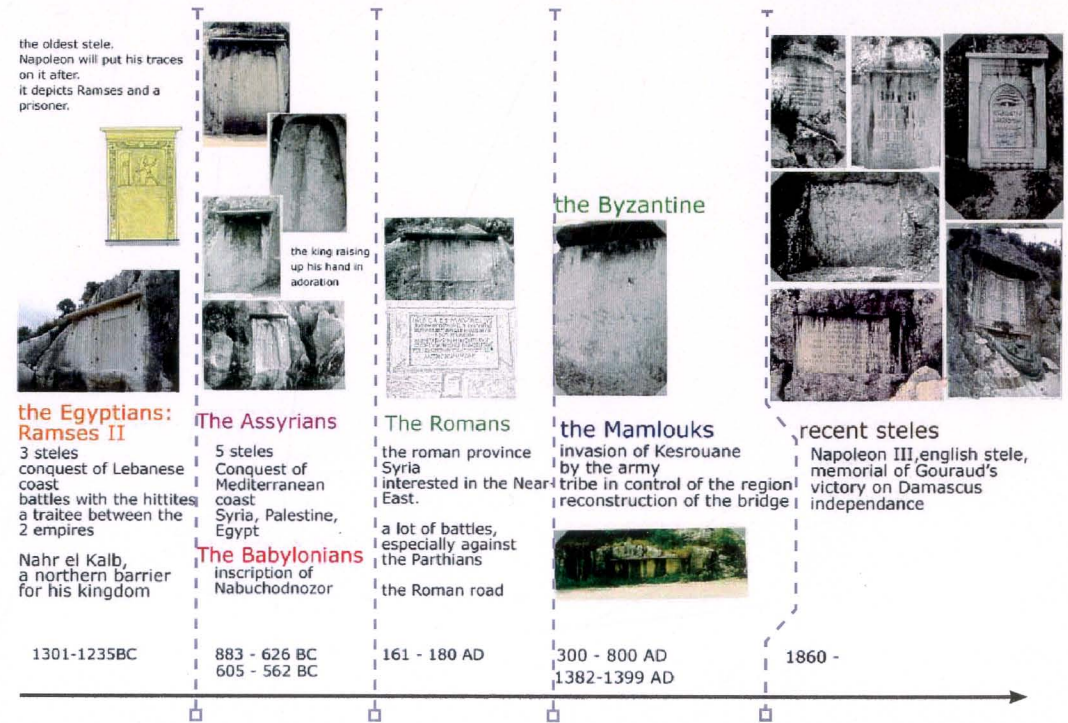 the oldest stele.
Napoleon will put his traces
on it after.
it depicts Ramses and a
prisoner.
the Egyptians:
Ramses II
3 steles
conquest of Lebanese
coast
battles with the hittites
a traitee between the
2 empires
Nahr el Kalb,
a northern barrier
for his kingdom
1301-1235BC
the king raising
up his hand in
adoration
The Assyrians
5 steles
Conquest of
Mediterranean
coast
Syria, Palestine,
Egypt
The Babylonians
inscription of
Nabuchodnozor
883 - 626 BC
605 - 562 BC
The Romans
the roman province
Syria
interested in the Near-
East.
a lot of battles,
especially against
the Parthians
the Roman road
161 - 180 AD
the Byzantine
the Mamlouks
invasion of Kesrouane
by the army
tribe in control of the region
reconstruction of the bridge
300 - 800 AD
1382-1399 AD
recent steles
Napoleon III,english stele,
memorial of Gouraud's
victory on Damascus
independance
1860 -